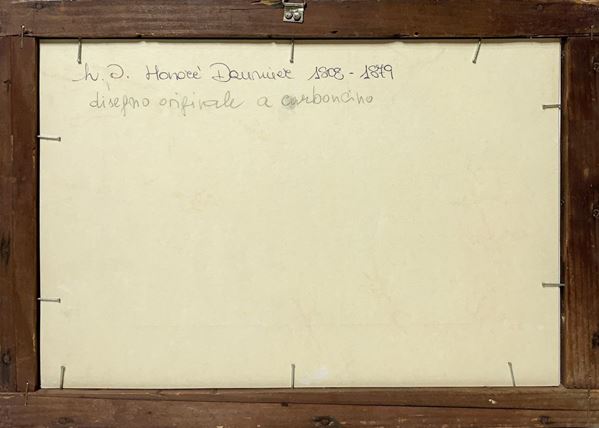 H. D. Honoré Daumier 1808 - 1879
disegno originale a carboncino